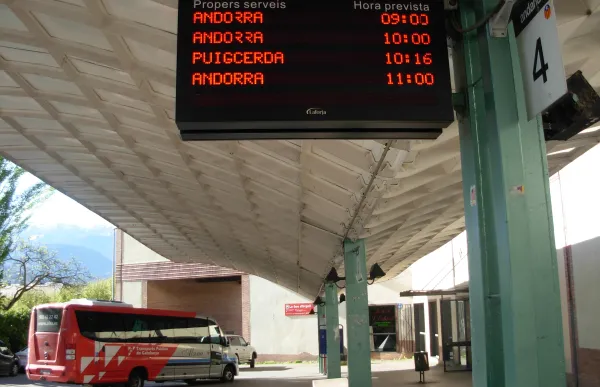 Propers serveis Hora prevista
ANDORRA 09:00
ANDORRA 10:00
PUIGCERDA 10:16
ANDORRA 11:00
4